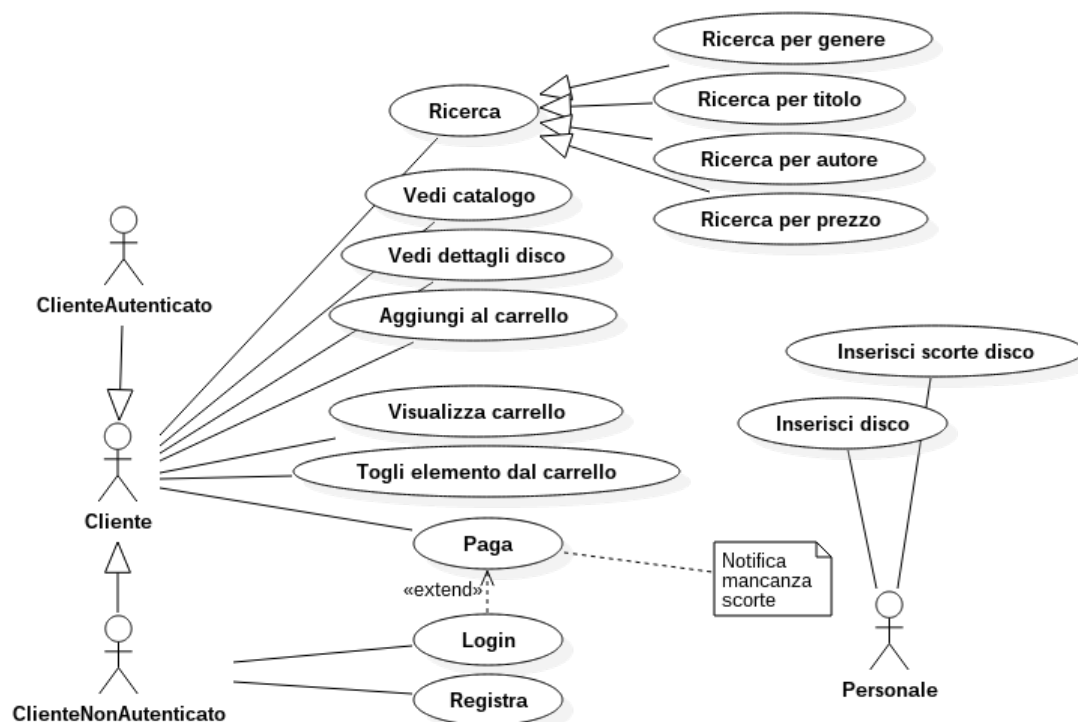 Ricerca per genere
Ricerca
Ricerca per titolo
Ricerca per autore
Ricerca per prezzo
Vedi catalogo
Vedi dettagli disco
Aggiungi al carrello
ClienteAutenticato
Inserisci scorte disco
Visualizza carrello
Inserisci disco
Togli elemento dal carrello
Cliente
Paga
Notifica
mancanza
scorte
«extend»
Login
Registra
Personale
ClienteNonAutenticato